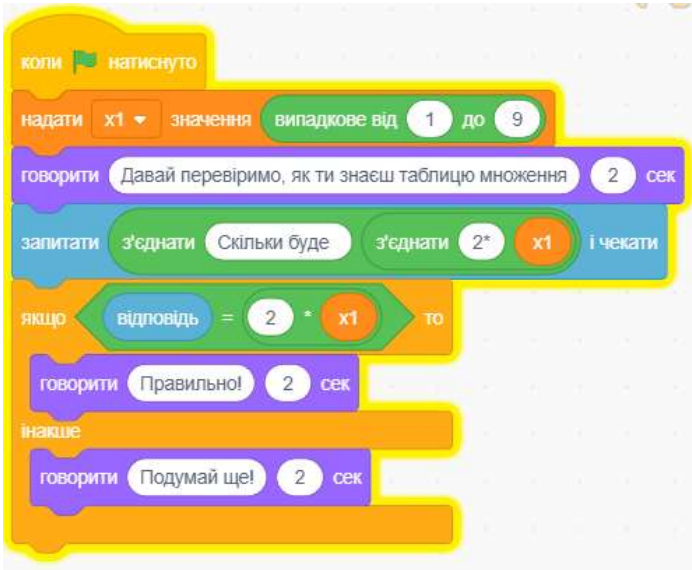 коли натиснуто
надати x1 значення випадкове від 1 до 9
говорити Давай перевіримо, як ти знаєш таблицю множення 2 сек
запитати з'єднати Скільки буде з'єднати 2* x1 і чекати
якщо відповідь = 2 * x1 то
говорити Правильно! 2 сек
інакше
говорити Подумай ще! 2 сек